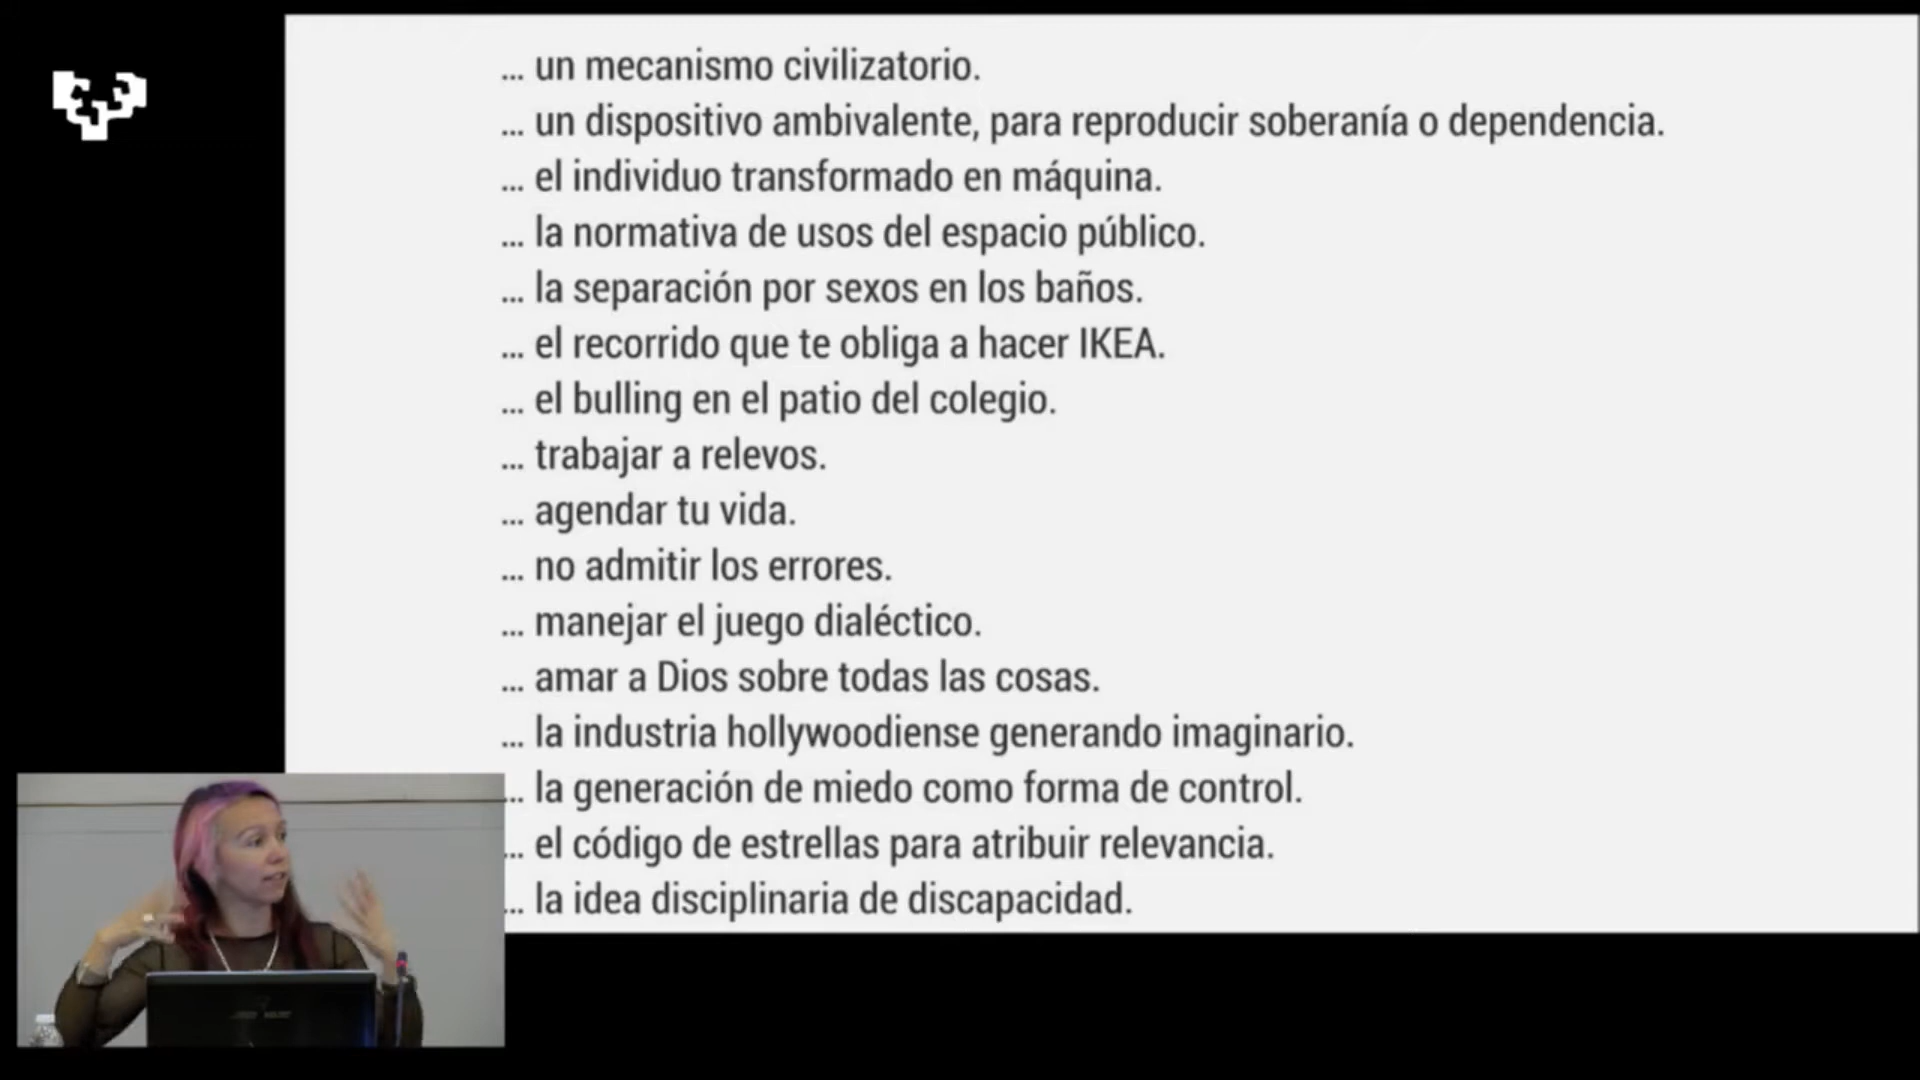 ... un mecanismo civilizatorio.
... un dispositivo ambivalente, para reproducir soberanía o dependencia.
... el individuo transformado en máquina.
... la normativa de usos del espacio público.
... la separación por sexos en los baños.
... el recorrido que te obliga a hacer IKEA.
... el bulling en el patio del colegio.
... trabajar a relevos.
... agendar tu vida.
... no admitir los errores.
... manejar el juego dialéctico.
... amar a Dios sobre todas las cosas.
... la industria hollywoodiense generando imaginario.
... la generación de miedo como forma de control.
... el código de estrellas para atribuir relevancia.
... la idea disciplinaria de discapacidad.